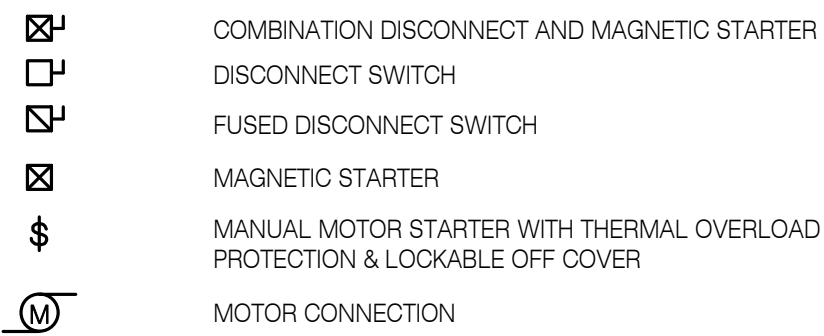 COMBINATION DISCONNECT AND MAGNETIC STARTER
DISCONNECT SWITCH
FUSED DISCONNECT SWITCH
MAGNETIC STARTER
$ MANUAL MOTOR STARTER WITH THERMAL OVERLOAD
PROTECTION & LOCKABLE OFF COVER
M MOTOR CONNECTION